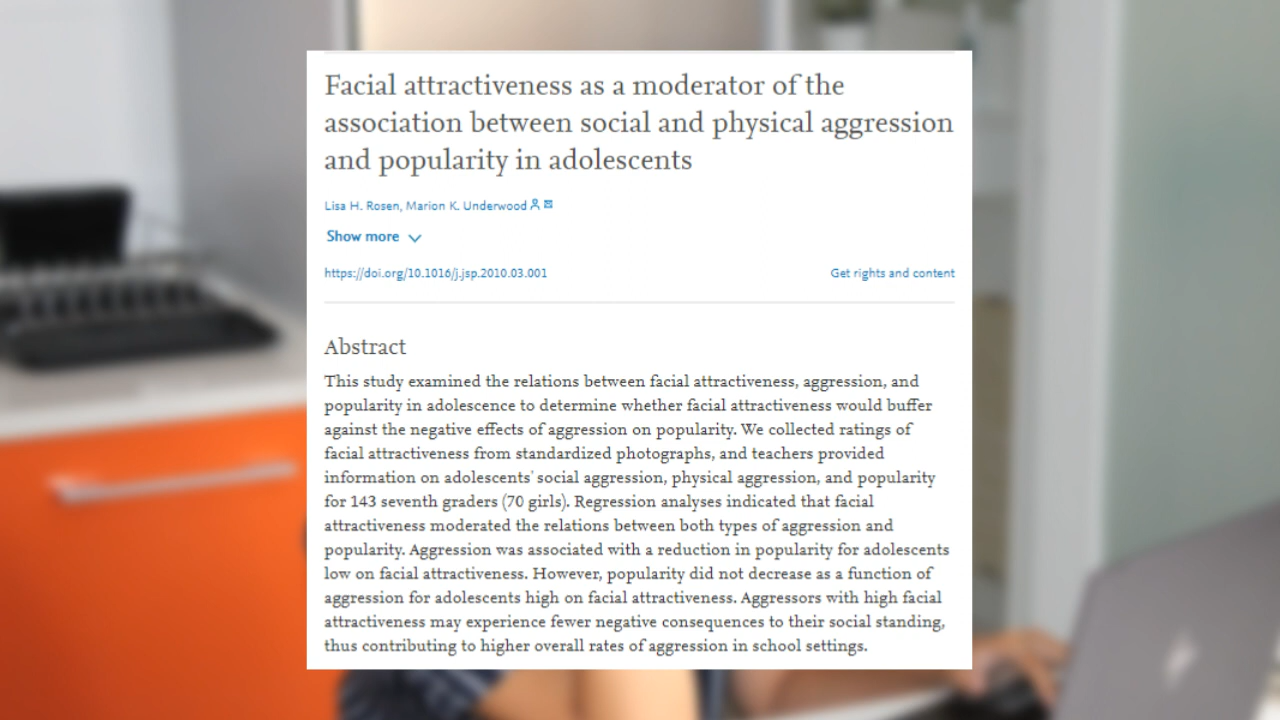 Facial attractiveness as a moderator of the
association between social and physical aggression
and popularity in adolescents
Lisa H. Rosen, Marion K. Underwood
Show more
https://doi.org/10.1016/j.jsp.2010.03.001
Get rights and content
Abstract
This study examined the relations between facial attractiveness, aggression, and
popularity in adolescence to determine whether facial attractiveness would buffer
against the negative effects of aggression on popularity. We collected ratings of
facial attractiveness from standardized photographs, and teachers provided
information on adolescents' social aggression, physical aggression, and popularity
for 143 seventh graders (70 girls). Regression analyses indicated that facial
attractiveness moderated the relations between both types of aggression and
popularity. Aggression was associated with a reduction in popularity for adolescents
low on facial attractiveness. However, popularity did not decrease as a function of
aggression for adolescents high on facial attractiveness. Aggressors with high facial
attractiveness may experience fewer negative consequences to their social standing,
thus contributing to higher overall rates of aggression in school settings.